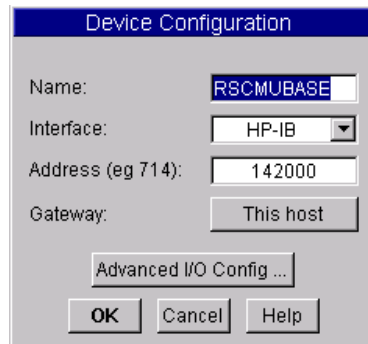 Device Configuration
Name: RSCMUBASE
Interface: HP-IB
Address (eg 714): 142000
Gateway: This host
Advanced I/O Config ...
OK Cancel Help